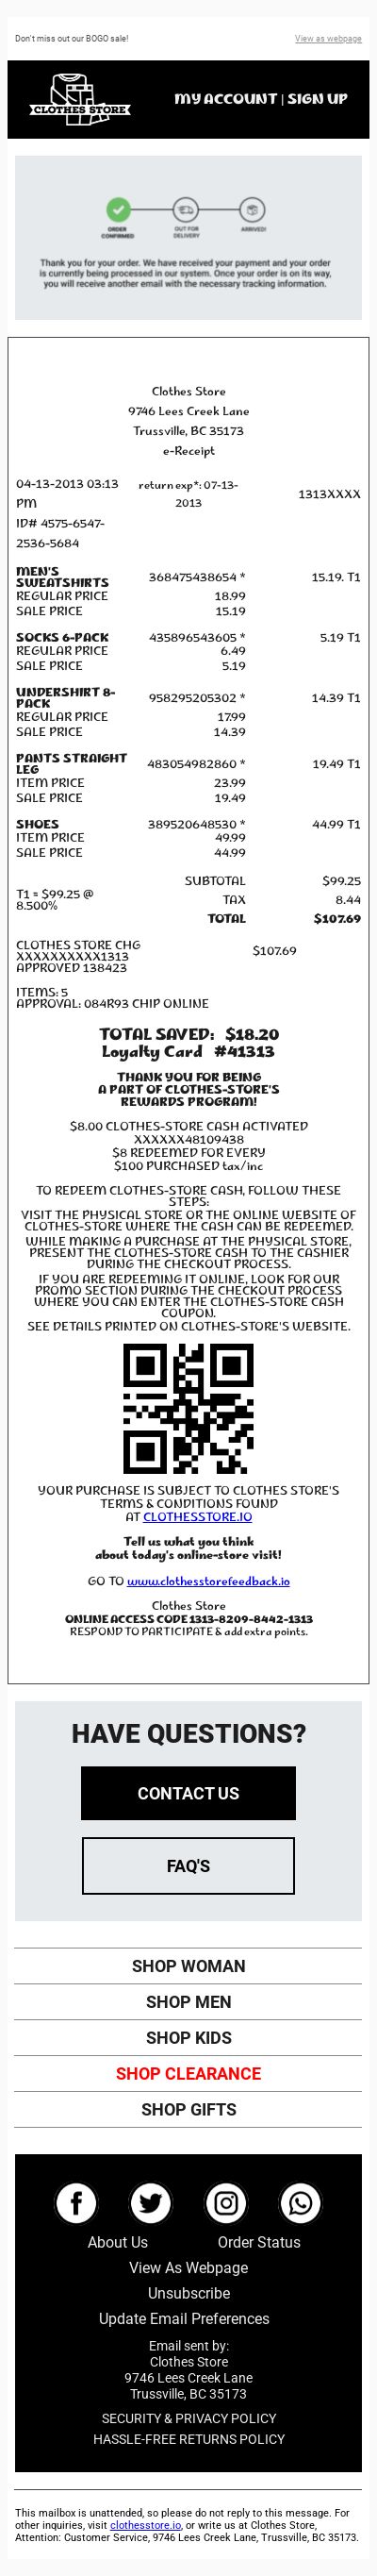 Don't miss out our BOGO sale! View as webpage
CLOTHES STORE
MY ACCOUNT | SIGN UP
ORDER CONFIRMED
OUT FOR DELIVERY
ARRIVED!
Thank you for your order. We have received your payment and your order
is currently being processed in our system. Once your order is on its way,
you will receive another email with the necessary tracking information.
Clothes Store
9746 Lees Creek Lane
Trussville, BC 35173
e-Receipt
04-13-2013 03:13 PM
ID# 4575-6547-2536-5684
return exp*: 07-13-2013
1313XXXX
MEN'S SWEATSHIRTS 368475438654 * 15.19. T1
REGULAR PRICE 18.99
SALE PRICE 15.19
SOCKS 6-PACK 435896543605 * 5.19 T1
REGULAR PRICE 6.49
SALE PRICE 5.19
UNDERSHIRT 8-PACK 958295205302 * 14.39 T1
REGULAR PRICE 17.99
SALE PRICE 14.39
PANTS STRAIGHT LEG 483054982860 * 19.49 T1
ITEM PRICE 23.99
SALE PRICE 19.49
SHOES 389520648530 * 44.99 T1
ITEM PRICE 49.99
SALE PRICE 44.99
T1 = $99.25 @ 8.500%
SUBTOTAL $99.25
TAX 8.44
TOTAL $107.69
CLOTHES STORE CHG $107.69
XXXXXXXXXX1313
APPROVED 138423
ITEMS: 5
APPROVAL: 084R93 CHIP ONLINE
TOTAL SAVED: $18.20
Loyalty Card #41313
THANK YOU FOR BEING
A PART OF CLOTHES-STORE'S
REWARDS PROGRAM!
$8.00 CLOTHES-STORE CASH ACTIVATED
XXXXXX48109438
$8 REDEEMED FOR EVERY
$100 PURCHASED tax/inc
TO REDEEM CLOTHES-STORE CASH, FOLLOW THESE
STEPS:
VISIT THE PHYSICAL STORE OR THE ONLINE WEBSITE OF
CLOTHES-STORE WHERE THE CASH CAN BE REDEEMED.
WHILE MAKING A PURCHASE AT THE PHYSICAL STORE,
PRESENT THE CLOTHES-STORE CASH TO THE CASHIER
DURING THE CHECKOUT PROCESS.
IF YOU ARE REDEEMING IT ONLINE, LOOK FOR OUR
PROMO SECTION DURING THE CHECKOUT PROCESS
WHERE YOU CAN ENTER THE CLOTHES-STORE CASH
COUPON.
SEE DETAILS PRINTED ON CLOTHES-STORE'S WEBSITE.
YOUR PURCHASE IS SUBJECT TO CLOTHES STORE'S
TERMS & CONDITIONS FOUND
AT CLOTHESSTORE.IO
Tell us what you think
about today's online-store visit!
GO TO www.clothesstorefeedback.io
Clothes Store
ONLINE ACCESS CODE 1313-8209-8442-1313
RESPOND TO PARTICIPATE & add extra points.
HAVE QUESTIONS?
CONTACT US
FAQ'S
SHOP WOMAN
SHOP MEN
SHOP KIDS
SHOP CLEARANCE
SHOP GIFTS
About Us Order Status
View As Webpage
Unsubscribe
Update Email Preferences
Email sent by:
Clothes Store
9746 Lees Creek Lane
Trussville, BC 35173
SECURITY & PRIVACY POLICY
HASSLE-FREE RETURNS POLICY
This mailbox is unattended, so please do not reply to this message. For
other inquiries, visit clothesstore.io, or write us at Clothes Store,
Attention: Customer Service, 9746 Lees Creek Lane, Trussville, BC 35173.